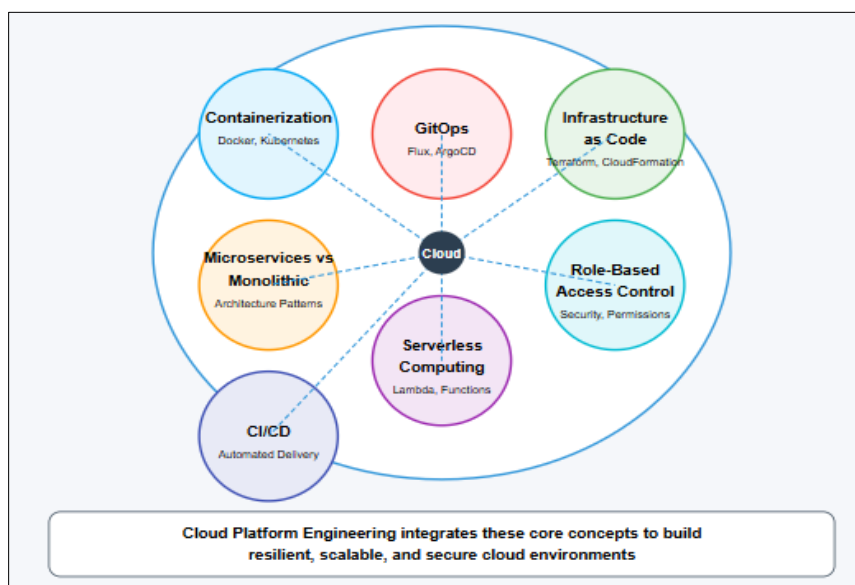 Containerization
Docker, Kubernetes
GitOps
Flux, ArgoCD
Infrastructure
as Code
Terraform, CloudFormation
Microservices vs
Monolithic
Architecture Patterns
Cloud
Role-Based
Access Control
Security, Permissions
Serverless
Computing
Lambda, Functions
CI/CD
Automated Delivery
Cloud Platform Engineering integrates these core concepts to build
resilient, scalable, and secure cloud environments